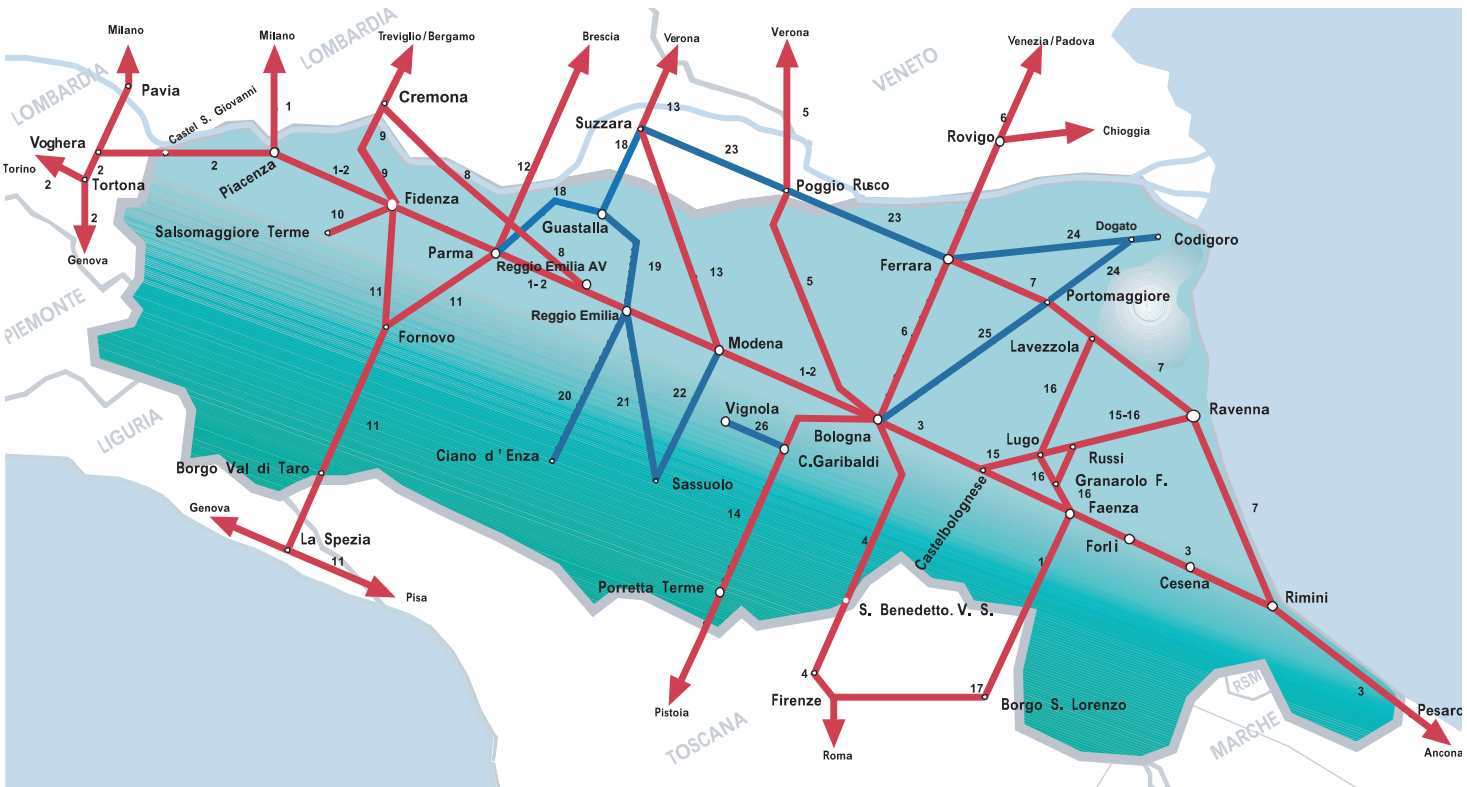 Milano
Milano
LOMBARDIA
Treviglio/Bergamo
Brescia
Verona
Verona
Venezia/Padova
VENETO
LOMBARDIA
Pavia
Castel S. Giovanni
1
Cremona
13
5
6
Suzzara
Rovigo
Chioggia
Voghera
Torino
2
2
2
Tortona
2
Genova
Piacenza
1-2
9
9
8
12
18
23
10
Fidenza
Salsomaggiore Terme
18
Guastalla
Poggio Rusco
23
24
Dogato
Codigoro
24
Parma
8
Reggio Emilia AV
1-2
19
13
5
Ferrara
7
Portomaggiore
PIEMONTE
11
11
Fornovo
Reggio Emilia
Modena
6
25
Lavezzola
7
1-2
LIGURIA
11
20
21
22
Vignola
26
16
15-16
Ravenna
Bologna
3
C.Garibaldi
Lugo
Russi
Borgo Val di Taro
Ciano d'Enza
Sassuolo
15
16
Granarolo F.
16
Castelbolognese
Faenza
Genova
La Spezia
11
Pisa
14
4
1
Forlì
3
Cesena
7
Porretta Terme
S. Benedetto. V. S.
Rimini
4
Firenze
17
Borgo S. Lorenzo
RSM
3
Pesaro
Pistoia
TOSCANA
Roma
MARCHE
Ancona